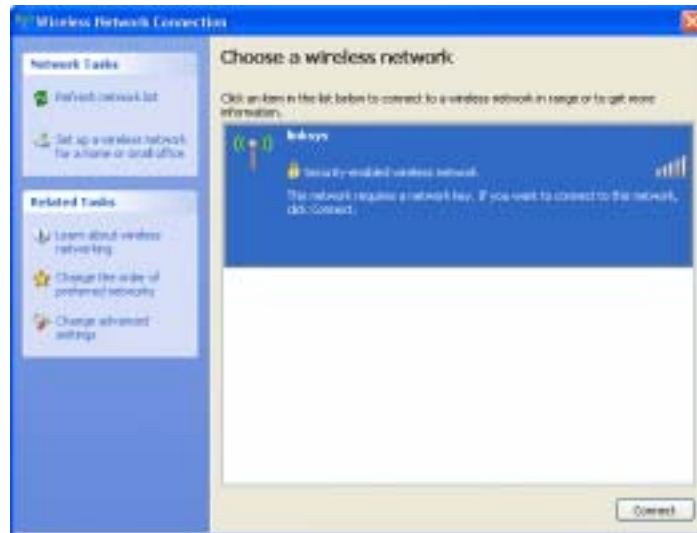 Wireless Network Connection
Network Tasks
Refresh network list
Set up a wireless network
for a home or small office
Related Tasks
Learn about wireless
networking
Change the order of
preferred networks
Change advanced
settings
Choose a wireless network
Click an item in the list below to connect to a wireless network in range or to get more
information.
linksys
Security-enabled wireless network
This network requires a network key. If you want to connect to this network,
click Connect.
Connect